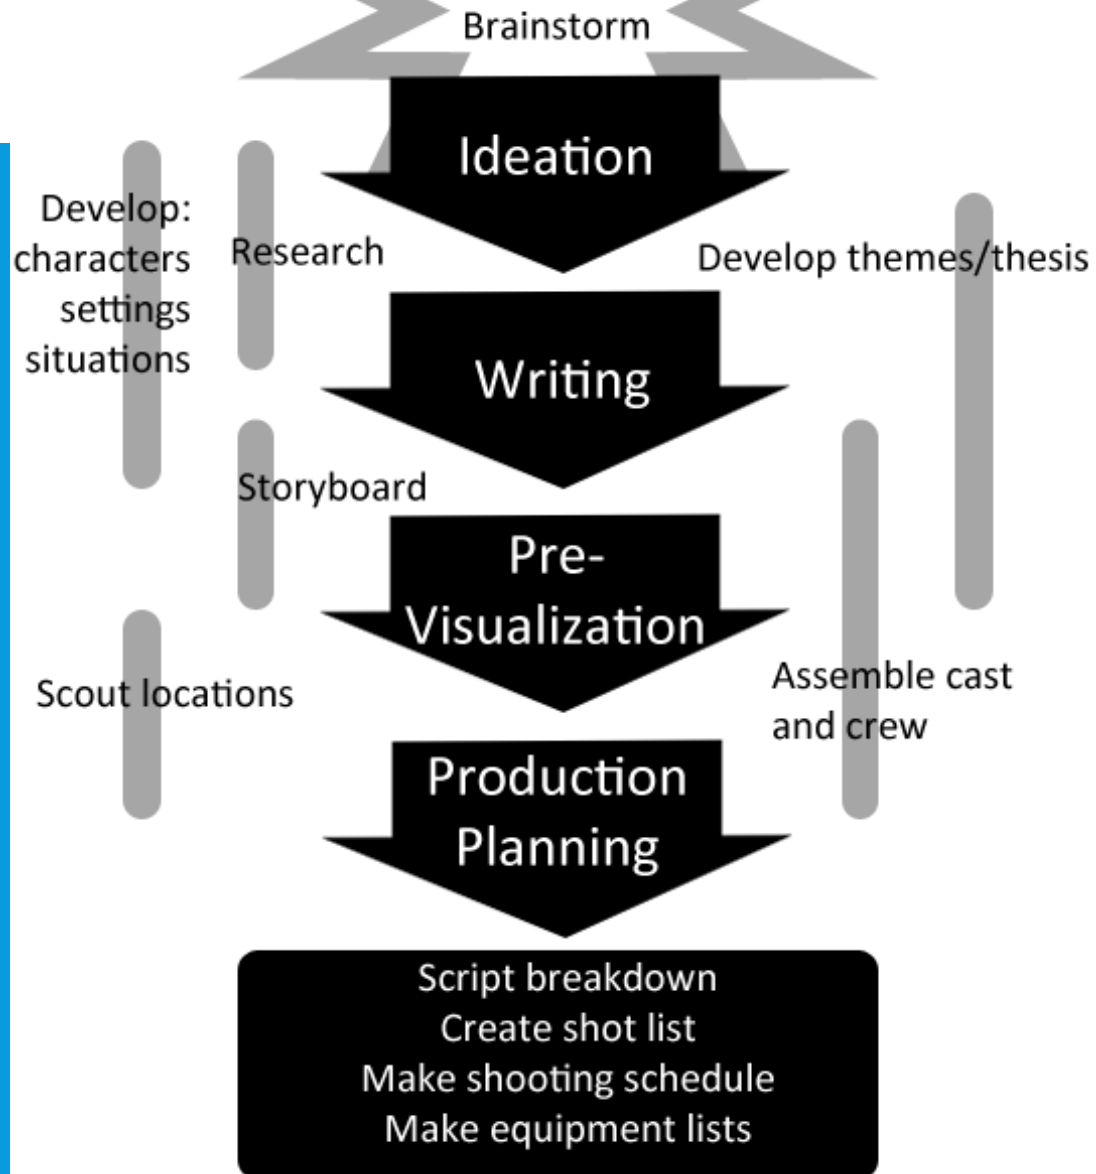 Brainstorm
Ideation
Develop:
characters
settings
situations
Research
Develop themes/thesis
Writing
Storyboard
Pre-
Visualization
Scout locations
Assemble cast
and crew
Production
Planning
Script breakdown
Create shot list
Make shooting schedule
Make equipment lists